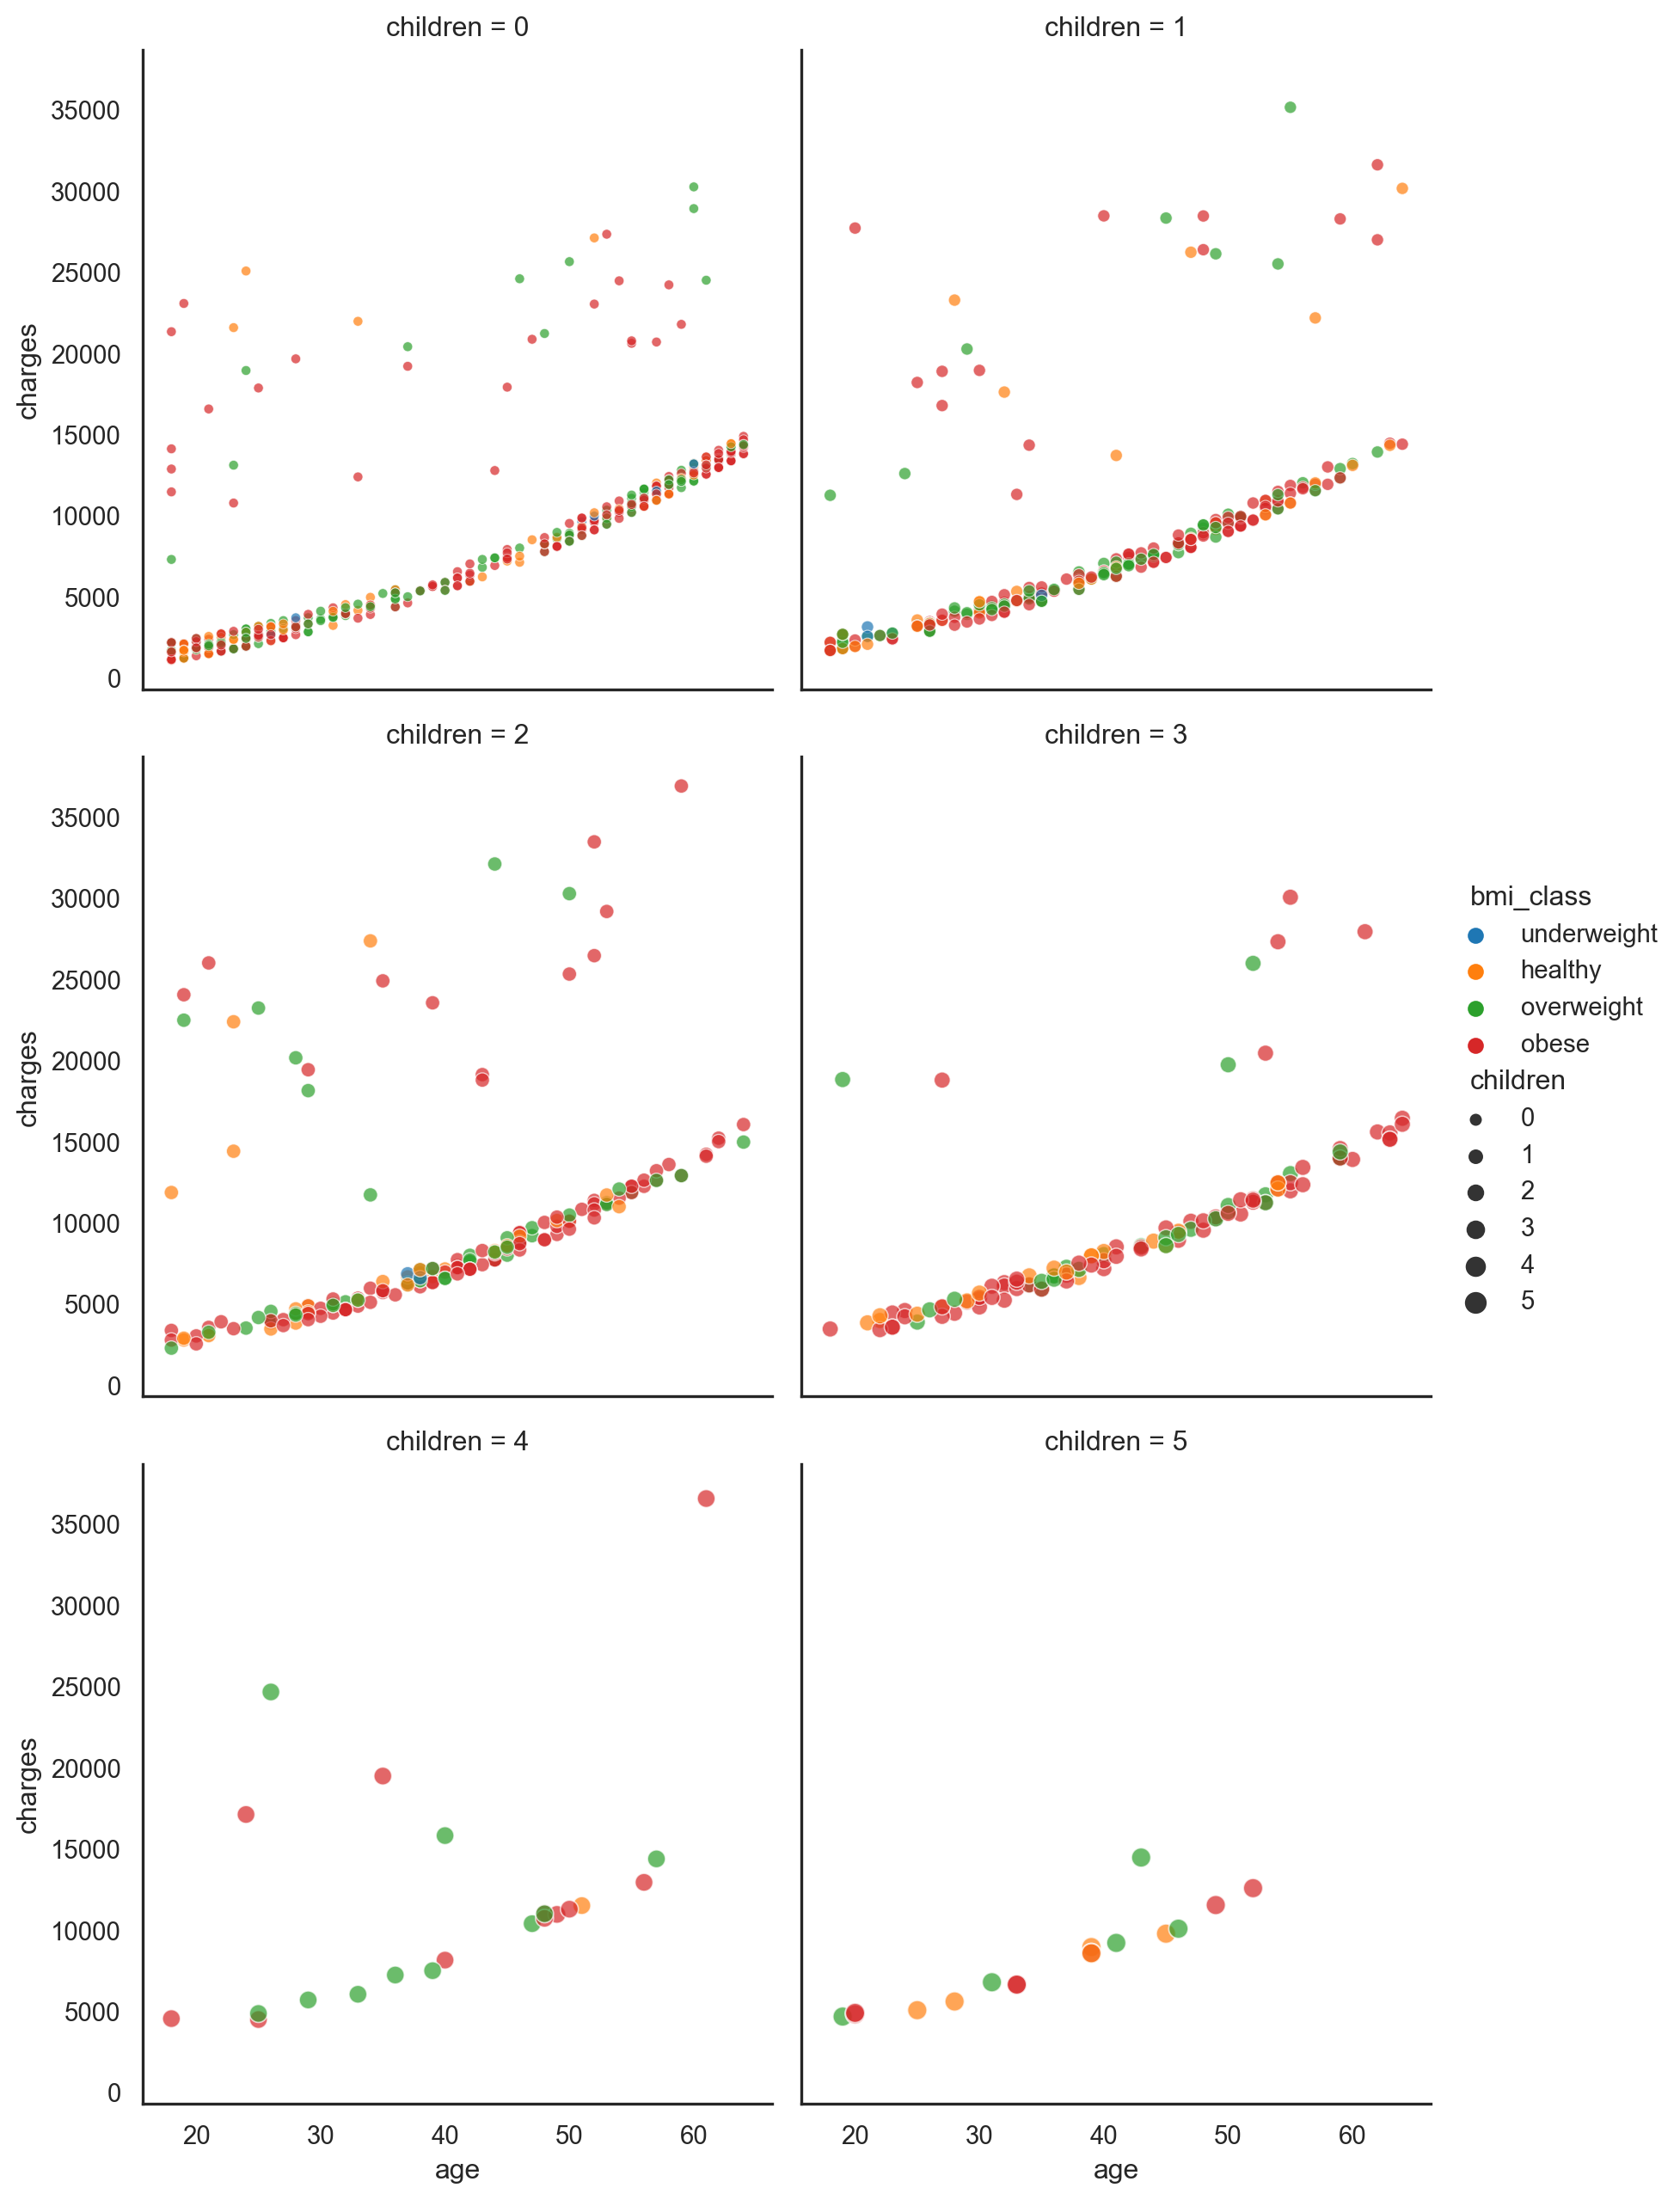 children = 0
children = 1
charges
35000
30000
25000
20000
15000
10000
5000
0
children = 2
children = 3
charges
35000
30000
25000
20000
15000
10000
5000
0
bmi_class
underweight
healthy
overweight
obese
children
0
1
2
3
4
5
children = 4
children = 5
charges
35000
30000
25000
20000
15000
10000
5000
0
20 30 40 50 60
age
20 30 40 50 60
age